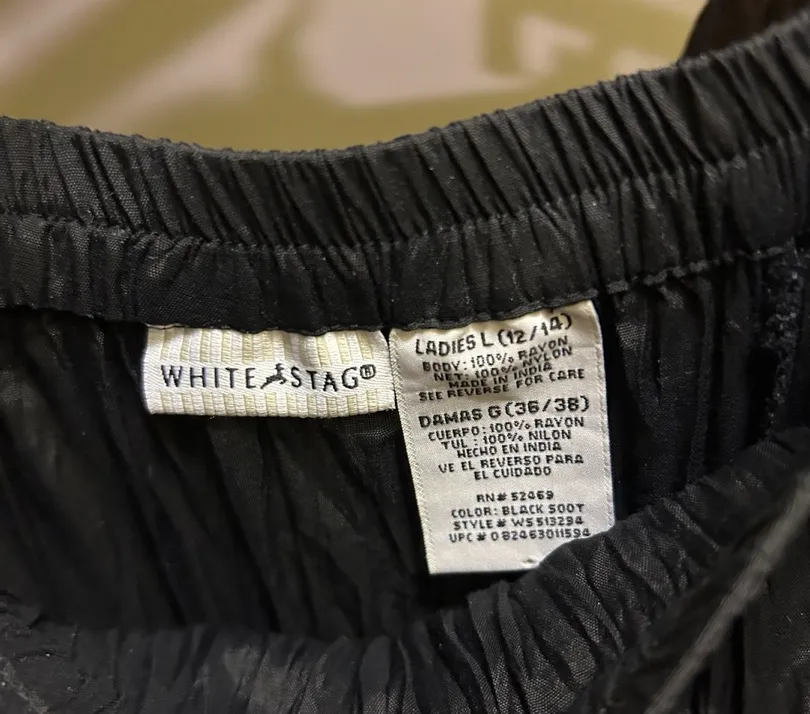 WHITE STAG®
LADIES L (12/14)
BODY: 100% RAYON
NET: 100% NYLON
MADE IN INDIA
SEE REVERSE FOR CARE
DAMAS G (36/38)
CUERPO: 100% RAYON
TUL : 100% NILON
HECHO EN INDIA
VE EL REVERSO PARA
EL CUIDADO
RN# 52469
COLOR: BLACK SOOT
STYLE # WS513294
UPC # 082463011594